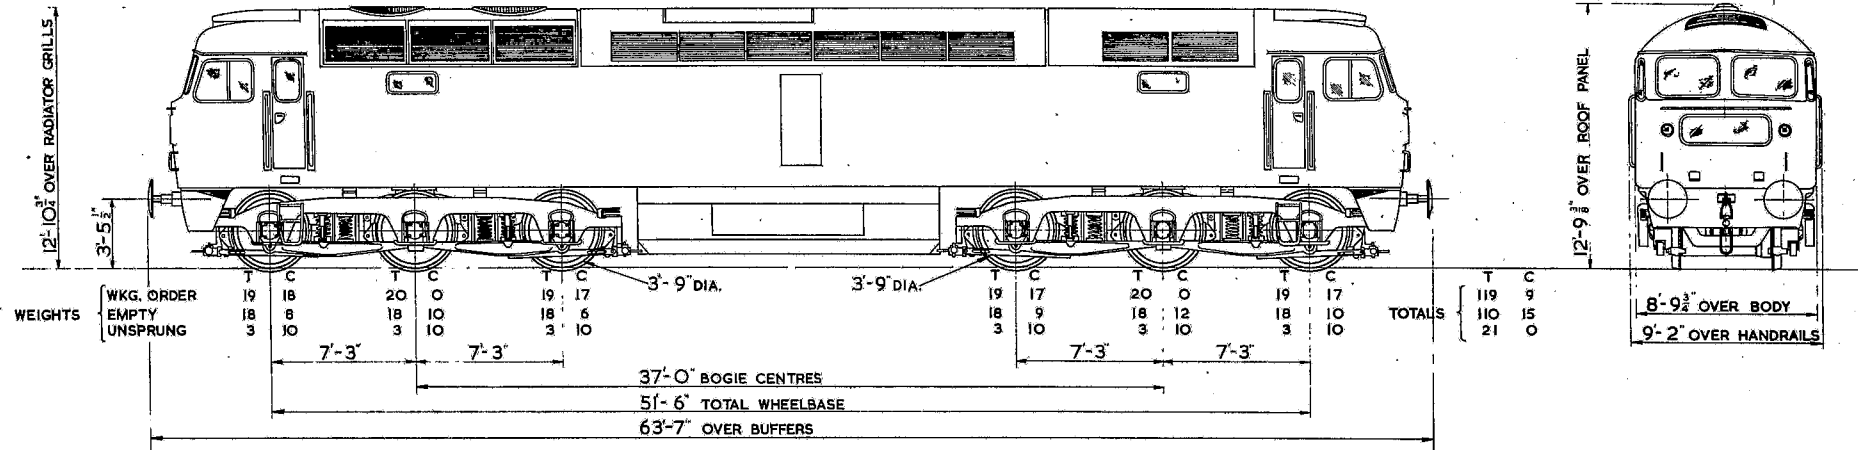 12'-10¾" OVER RADIATOR GRILLS
3'-5½"
12'-9⅜" OVER ROOF PANEL
3'-9" DIA.
3'-9" DIA.
T C T C T C T C T C T C T C
WEIGHTS
WKG. ORDER 19 18 20 0 19 17 19 17 20 0 19 17 119 9
EMPTY 18 8 18 10 18 6 18 9 18 12 18 10 110 15
UNSPRUNG 3 10 3 10 3 10 3 10 3 10 3 10 21 0
TOTALS
8'-9¾" OVER BODY
9'-2" OVER HANDRAILS
7'-3" 7'-3" 7'-3" 7'-3"
37'-0" BOGIE CENTRES
51'-6" TOTAL WHEELBASE
63'-7" OVER BUFFERS